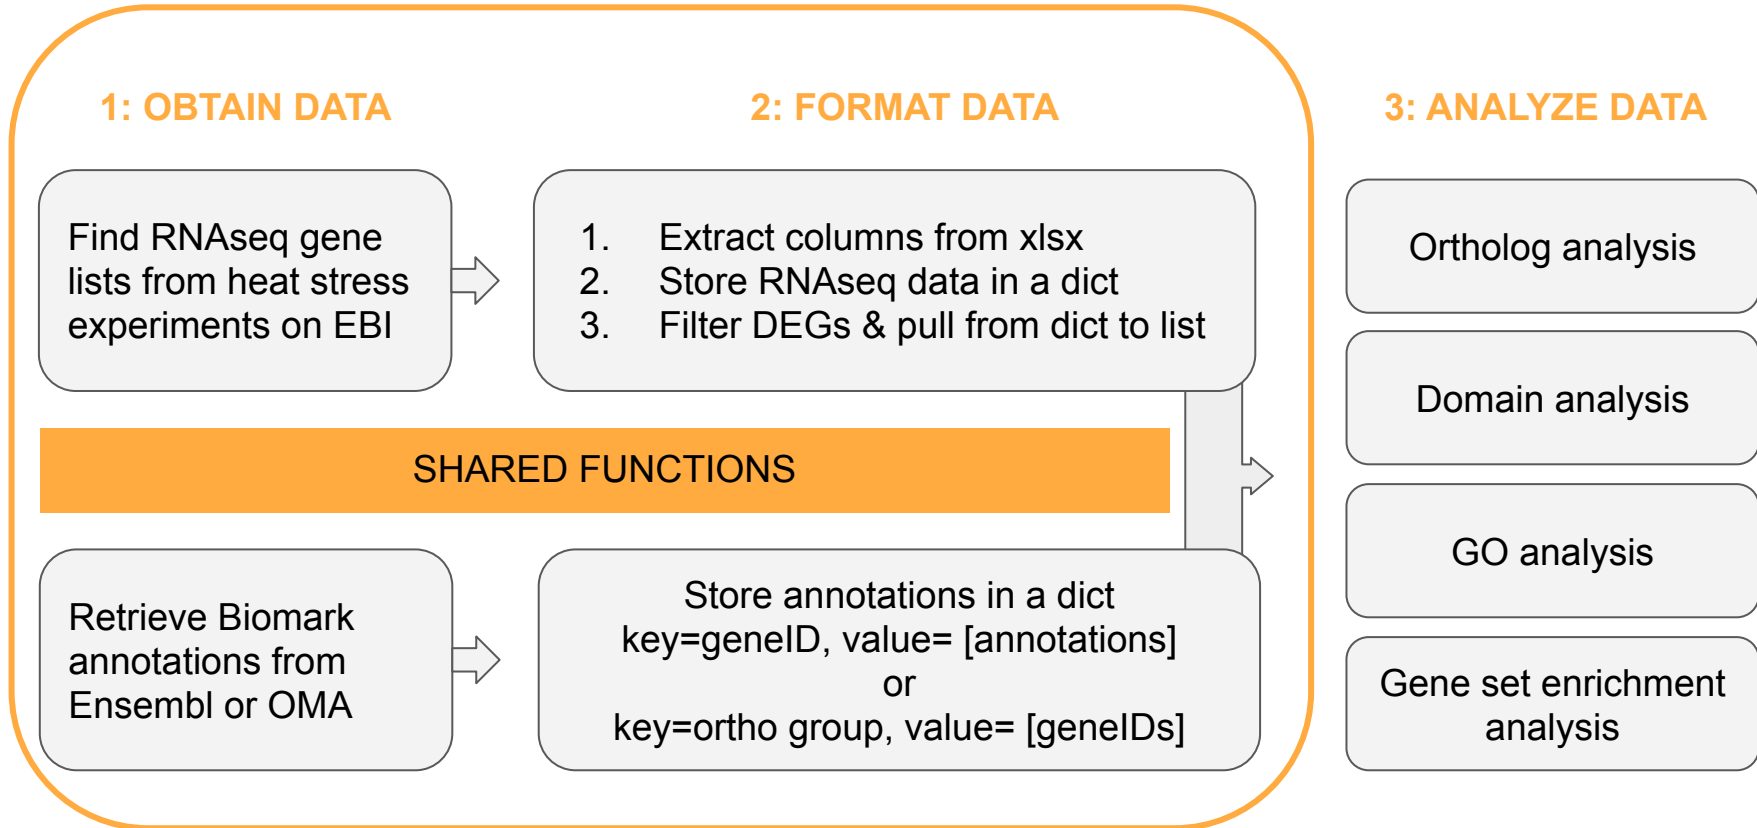 1: OBTAIN DATA
2: FORMAT DATA
3: ANALYZE DATA
Find RNAseq gene
lists from heat stress
experiments on EBI
1. Extract columns from xlsx
2. Store RNAseq data in a dict
3. Filter DEGs & pull from dict to list
Ortholog analysis
Domain analysis
SHARED FUNCTIONS
GO analysis
Retrieve Biomark
annotations from
Ensembl or OMA
Store annotations in a dict
key=geneID, value= [annotations]
or
key=ortho group, value= [geneIDs]
Gene set enrichment
analysis